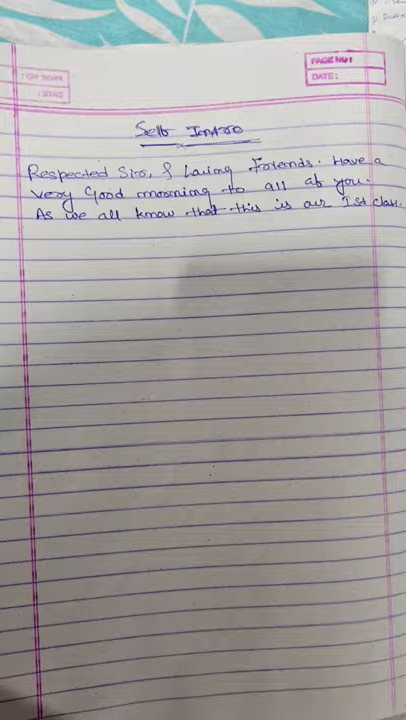 PAGE NO:
DATE:
Self Intro
Respected Sir, & Loving Friends. Have a
very Good morning to all of you.
As we all know that this is our Ist class.